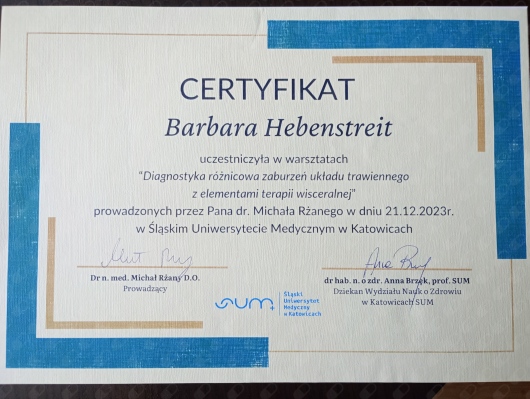 CERTYFIKAT
Barbara Hebenstreit
uczestniczyła w warsztatach
"Diagnostyka różnicowa zaburzeń układu trawiennego
z elementami terapii wisceralnej"
prowadzonych przez Pana dr. Michała Rżanego w dniu 21.12.2023r.
w Śląskim Uniwersytecie Medycznym w Katowicach
Dr n. med. Michał Rżany D.O.
Prowadzący
sum
Śląski
Uniwersytet
Medyczny
w Katowicach
dr hab. n. o zdr. Anna Brzęk, prof. SUM
Dziekan Wydziału Nauk o Zdrowiu
w Katowicach SUM